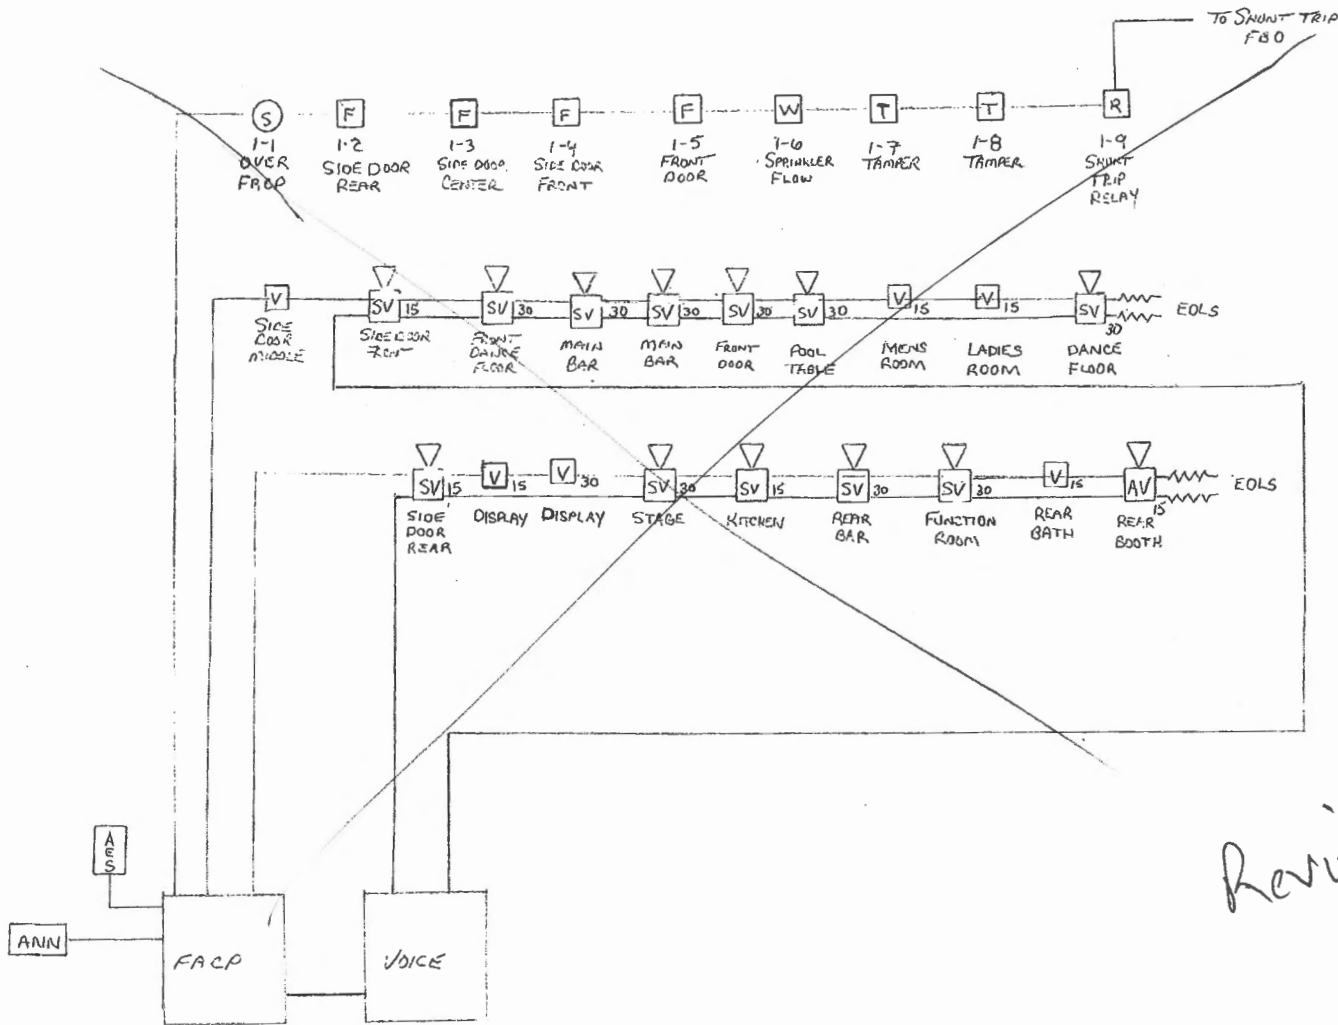 TO SHUNT TRIP
FBO
S F F F F W T T R
1-1 1-2 1-3 1-4 1-5 1-6 1-7 1-8 1-9
OVER FACP
SIDE DOOR REAR
SIDE DOOR CENTER
SIDE DOOR FRONT
FRONT DOOR
SPRINKLER FLOW
TAMPER
TAMPER
SHUNT TRIP RELAY
V SV 15 SV 30 SV 30 SV 30 SV 30 SV 30 V 15 V 15 SV 30 EOLS
SIDE DOOR MIDDLE
SIDE DOOR
FRONT DANCE FLOOR
MAIN BAR
MAIN BAR
FRONT DOOR
POOL TABLE
MENS ROOM
LADIES ROOM
DANCE FLOOR
SV 15 V 15 V 30 SV 30 SV 15 SV 30 SV 30 V 15 AV 15 EOLS
SIDE DOOR REAR
DISPLAY
DISPLAY
STAGE
KITCHEN
REAR BAR
FUNCTION ROOM
REAR BATH
REAR BOOTH
AES
ANN
FACP
VOICE